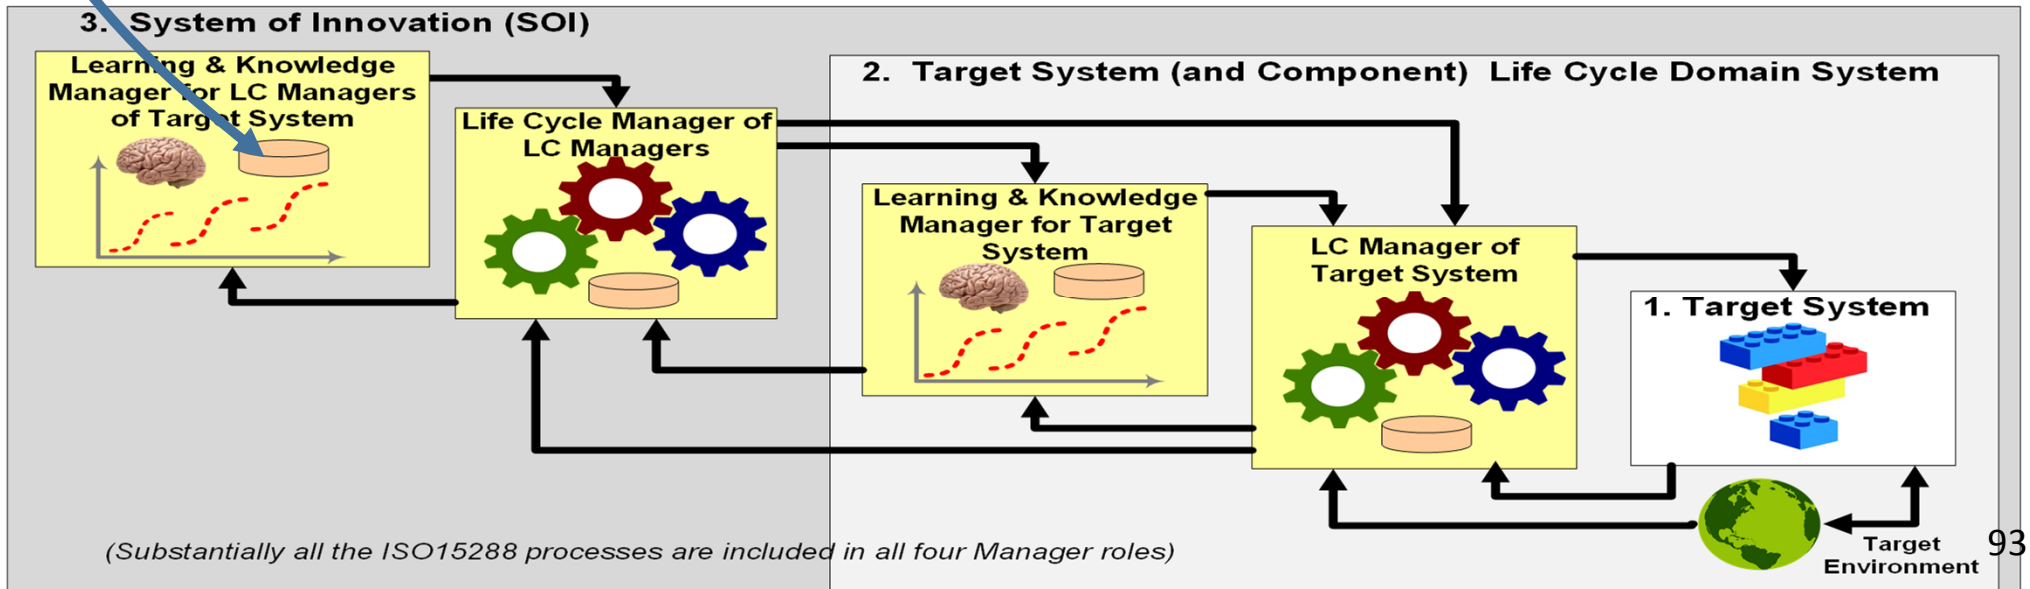 3. System of Innovation (SOI)
Learning & Knowledge
Manager for LC Managers
of Target System
Life Cycle Manager of
LC Managers
2. Target System (and Component) Life Cycle Domain System
Learning & Knowledge
Manager for Target
System
LC Manager of
Target System
1. Target System
Target
Environment
(Substantially all the ISO15288 processes are included in all four Manager roles)
93